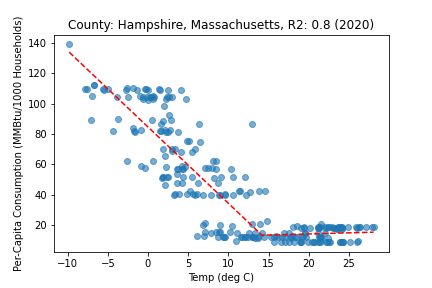 County: Hampshire, Massachusetts, R2: 0.8 (2020)
Per-Capita Consumption (MMBtu/1000 Households)
140
120
100
80
60
40
20
−10 −5 0 5 10 15 20 25
Temp (deg C)